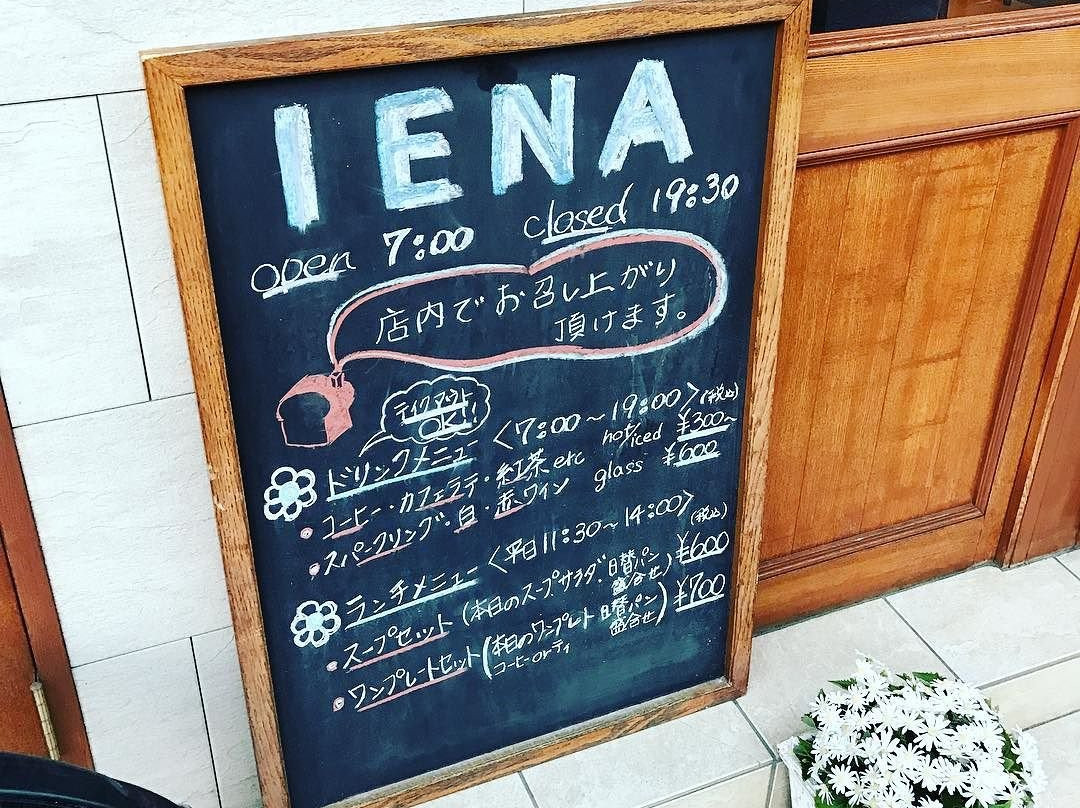 IENA
open 7:00 closed 19:30
店内でお召し上がり
頂けます。
テイクアウト
OK!!
ドリンクメニュー 〈7:00～19:00〉(税込)
・コーヒー・カフェラテ・紅茶etc hot/iced ¥300～
・スパークリング・白・赤ワイン glass ¥600
ランチメニュー 〈平日11:30～14:00〉(税込)
・スープセット(本日のスープサラダ・日替パン盛合せ) ¥600
・ワンプレートセット(本日のワンプレト 日替パン盛合せ) ¥700
コーヒーorティ